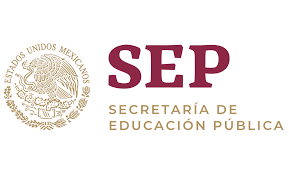 ESTADOS UNIDOS MEXICANOS
SEP
SECRETARÍA DE
EDUCACIÓN PÚBLICA